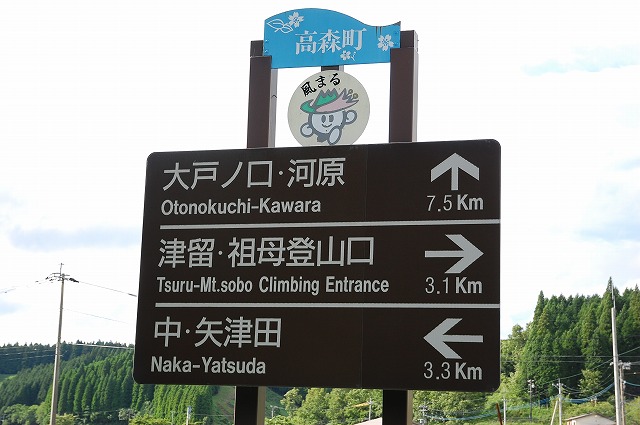 高森町
風まる
大戸ノ口・河原
Otonokuchi-Kawara
7.5 Km
津留・祖母登山口
Tsuru-Mt.sobo Climbing Entrance
3.1 Km
中・矢津田
Naka-Yatsuda
3.3 Km